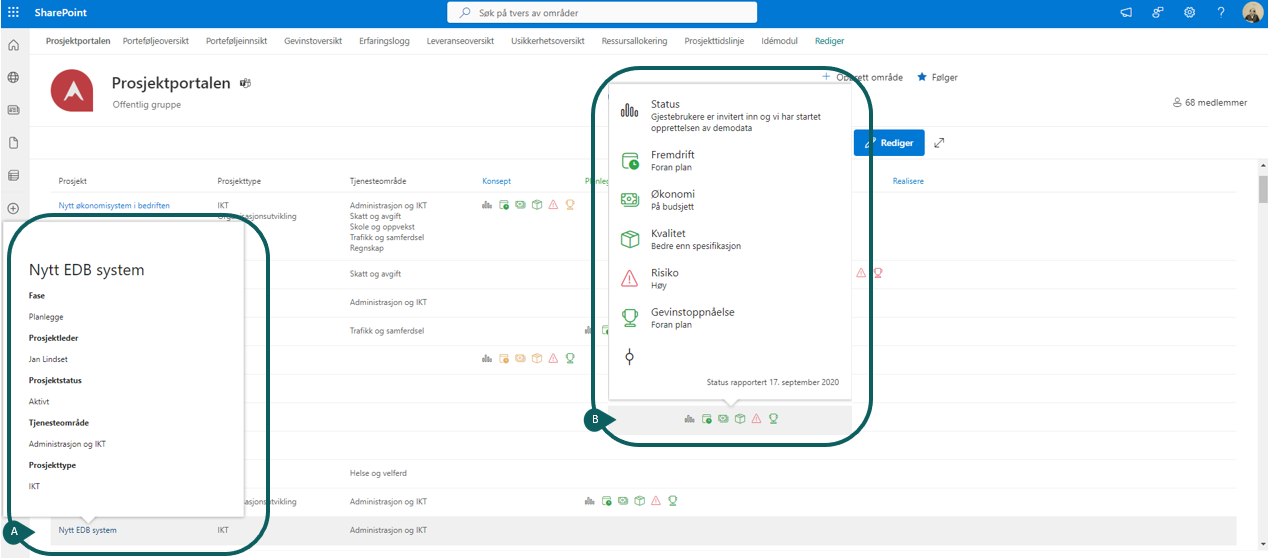 SharePoint
Søk på tvers av områder
Prosjektportalen Porteføljeoversikt Porteføljeinnsikt Gevinstoversikt Erfaringslogg Leveranseoversikt Usikkerhetsoversikt Ressursallokering Prosjekttidslinje Idémodul Rediger
Prosjektportalen
Offentlig gruppe
Opprett område Følger
68 medlemmer
Rediger
Prosjekt Prosjekttype Tjenesteområde Konsept Realisere
Nytt økonomisystem i bedriften IKT Administrasjon og IKT
Organisasjonsutvikling Skatt og avgift
Skole og oppvekst
Trafikk og samferdsel
Regnskap
Skatt og avgift
Administrasjon og IKT
Trafikk og samferdsel
Helse og velferd
asjonsutvikling Administrasjon og IKT
Nytt EDB system IKT Administrasjon og IKT
Nytt EDB system
Fase
Planlegge
Prosjektleder
Jan Lindset
Prosjektstatus
Aktivt
Tjenesteområde
Administrasjon og IKT
Prosjekttype
IKT
A
Status
Gjestebrukere er invitert inn og vi har startet
opprettelsen av demodata
Fremdrift
Foran plan
Økonomi
På budsjett
Kvalitet
Bedre enn spesifikasjon
Risiko
Høy
Gevinstoppnåelse
Foran plan
Status rapportert 17. september 2020
B